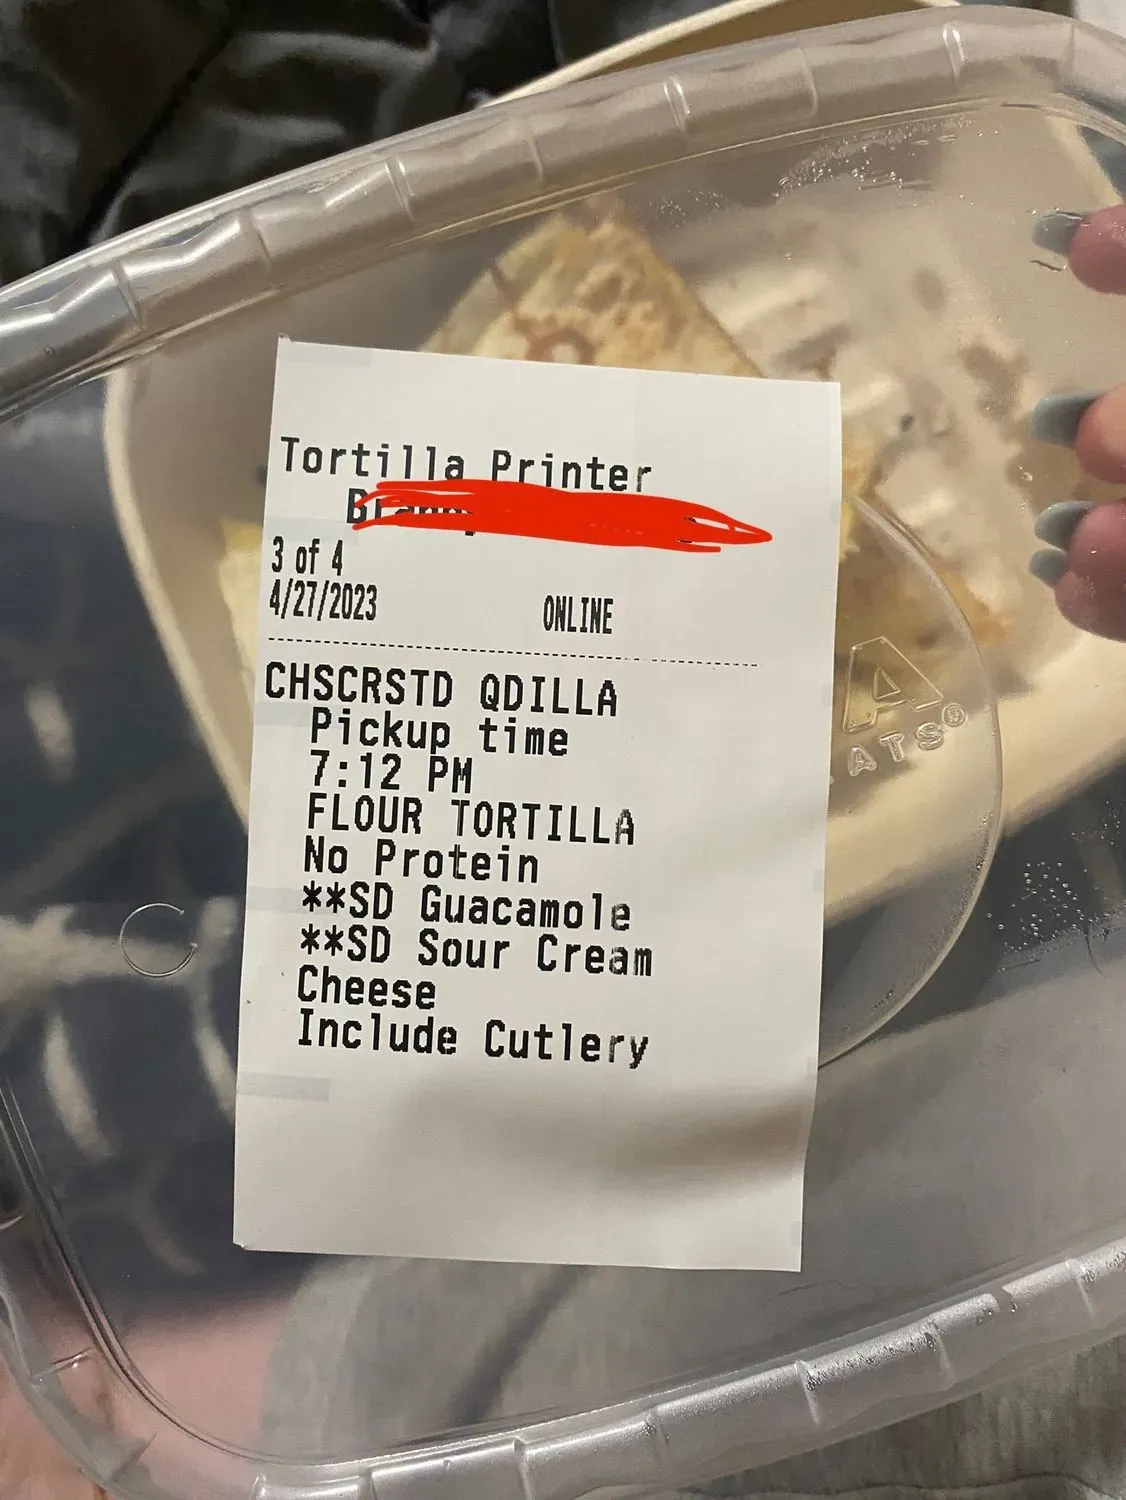 Tortilla Printer
3 of 4
4/27/2023 ONLINE
CHSCRSTD QDILLA
Pickup time
7:12 PM
FLOUR TORTILLA
No Protein
**SD Guacamole
**SD Sour Cream
Cheese
Include Cutlery
A
ATS®